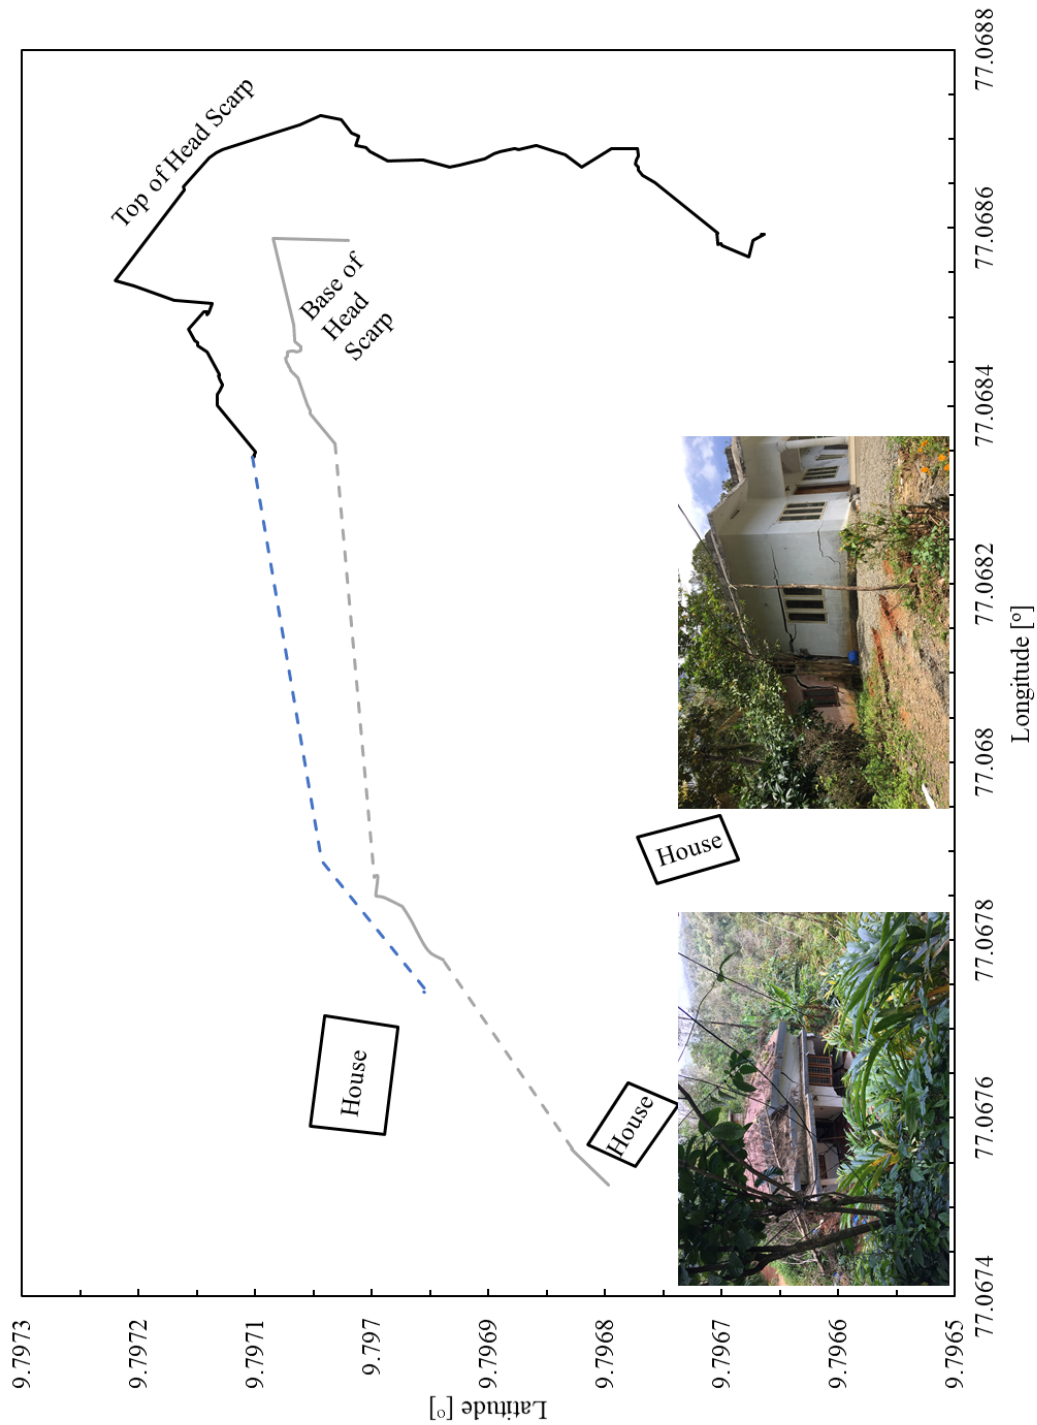 Top of Head Scarp
Base of
Head
Scarp
House
House
House
9.7973
9.7972
9.7971
9.797
9.7969
9.7968
9.7967
9.7966
9.7965
Latitude [º]
77.0674
77.0676
77.0678
77.068
77.0682
77.0684
77.0686
77.0688
Longitude [º]